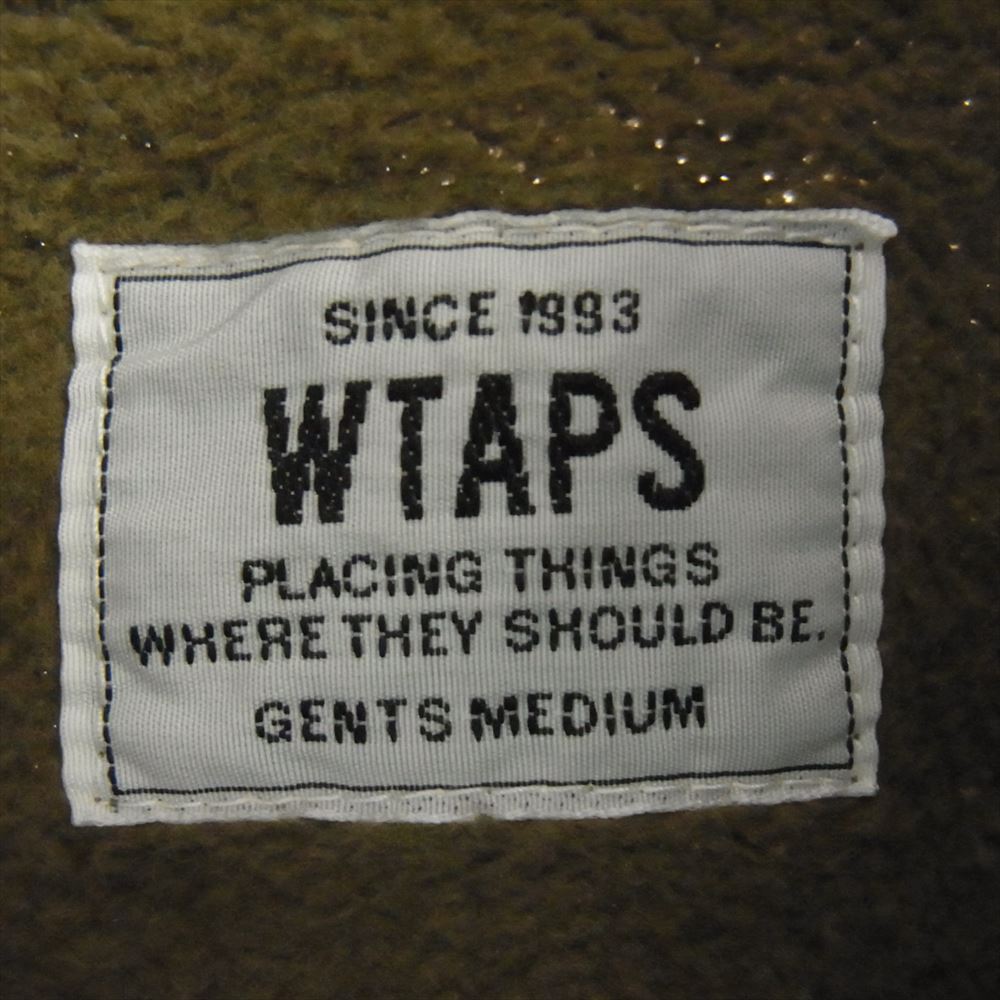 SINCE 1993
WTAPS
PLACING THINGS
WHERE THEY SHOULD BE.
GENTS MEDIUM